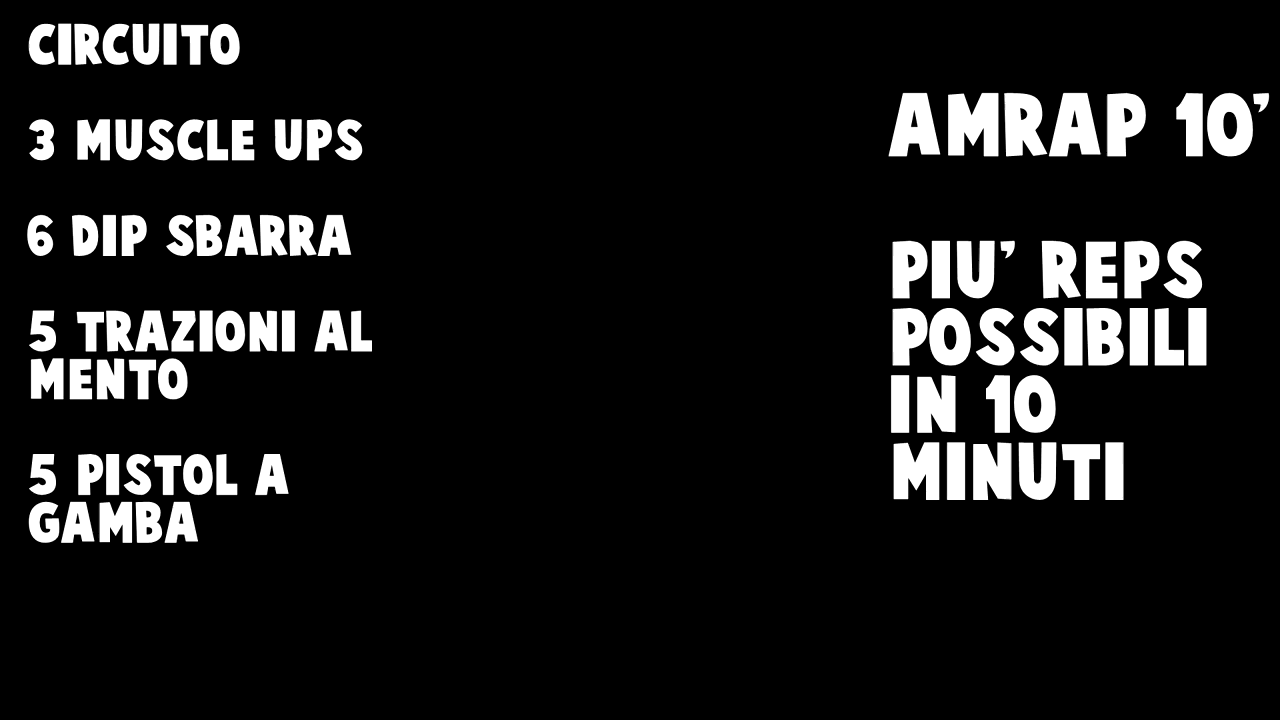 CIRCUITO
3 MUSCLE UPS
6 DIP SBARRA
5 TRAZIONI AL
MENTO
5 PISTOL A
GAMBA
AMRAP 10'
PIU' REPS
POSSIBILI
IN 10
MINUTI